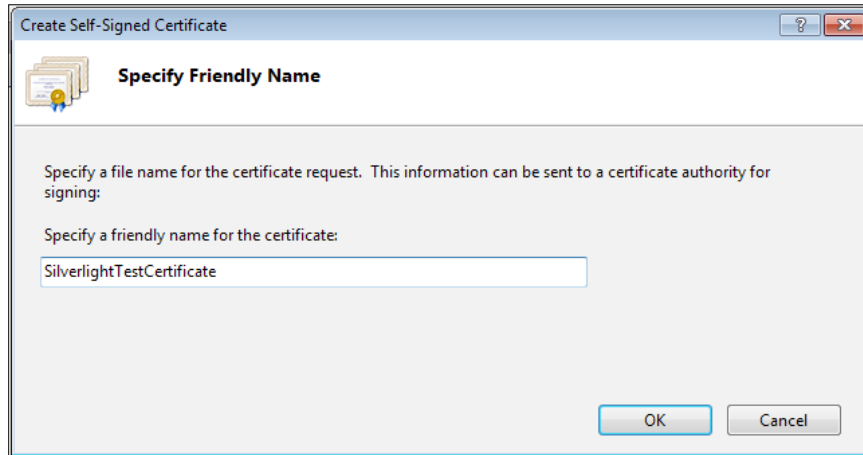 Create Self-Signed Certificate
?
Specify Friendly Name
Specify a file name for the certificate request.  This information can be sent to a certificate authority for
signing:
Specify a friendly name for the certificate:
SilverlightTestCertificate
OK Cancel